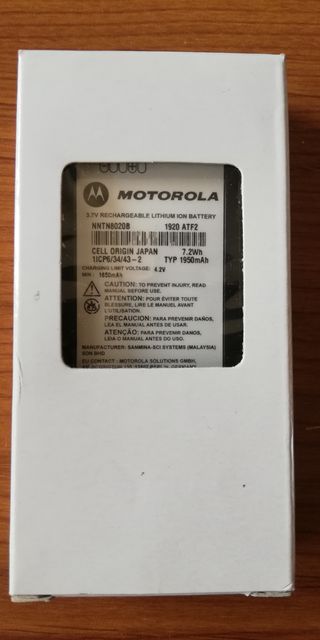 MOTOROLA
3.7V RECHARGEABLE LITHIUM ION BATTERY
NNTN8020B 1920 ATF2
CELL ORIGIN JAPAN 7.2Wh
1ICP6/34/43-2 TYP 1950mAh
CHARGING LIMIT VOLTAGE: 4.2V
MIN: 1850mAh
CAUTION: TO PREVENT INJURY, READ
MANUAL BEFORE USING.
ATTENTION: POUR ÉVITER TOUTE
BLESSURE, LIRE LE MANUEL AVANT
L'UTILISATION.
PRECAUCION: PARA PREVENIR DAÑOS,
LEA EL MANUAL ANTES DE USAR.
ATENÇÃO: PARA PREVENIR DANOS,
LEIA O MANUAL ANTES DE USAR.
MANUFACTURER: SANMINA-SCI SYSTEMS (MALAYSIA)
SDN BHD
EU CONTACT: MOTOROLA SOLUTIONS GMBH,
GERMANY